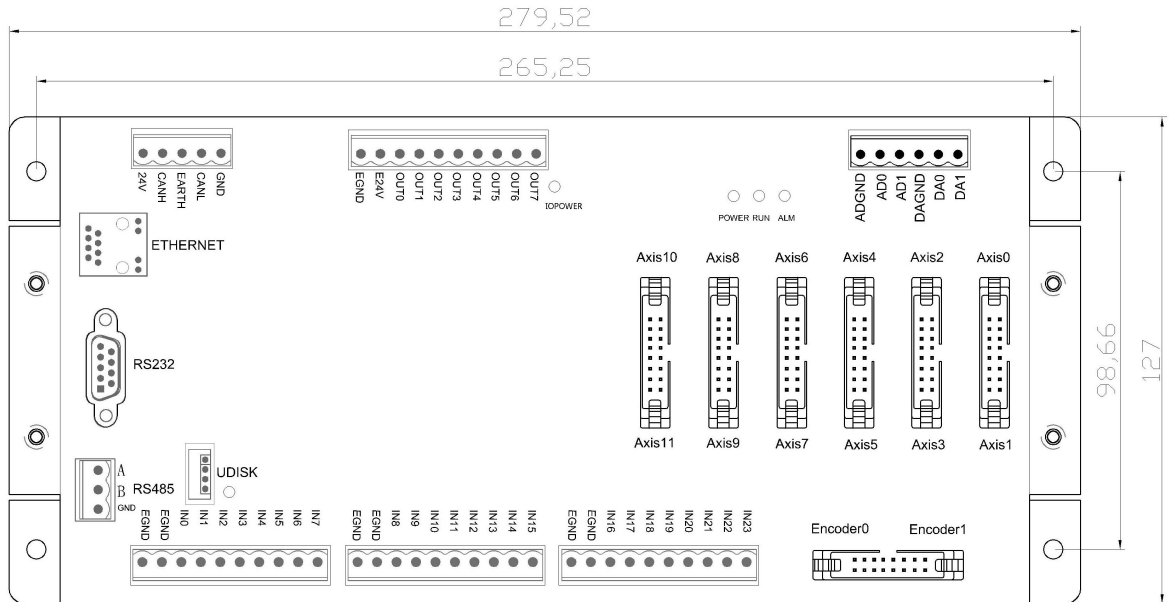 279,52
265,25
24V
CANH
EARTH
CANL
GND
EGND
E24V
OUT0
OUT1
OUT2
OUT3
OUT4
OUT5
OUT6
OUT7
IOPOWER
POWER RUN ALM
ADGND
AD0
AD1
DAGND
DA0
DA1
ETHERNET
Axis10 Axis8 Axis6 Axis4 Axis2 Axis0
RS232
98,66
127
Axis11 Axis9 Axis7 Axis5 Axis3 Axis1
A
B
GND
RS485
UDISK
EGND
EGND
IN0
IN1
IN2
IN3
IN4
IN5
IN6
IN7
EGND
EGND
IN8
IN9
IN10
IN11
IN12
IN13
IN14
IN15
EGND
EGND
IN16
IN17
IN18
IN19
IN20
IN21
IN22
IN23
Encoder0 Encoder1